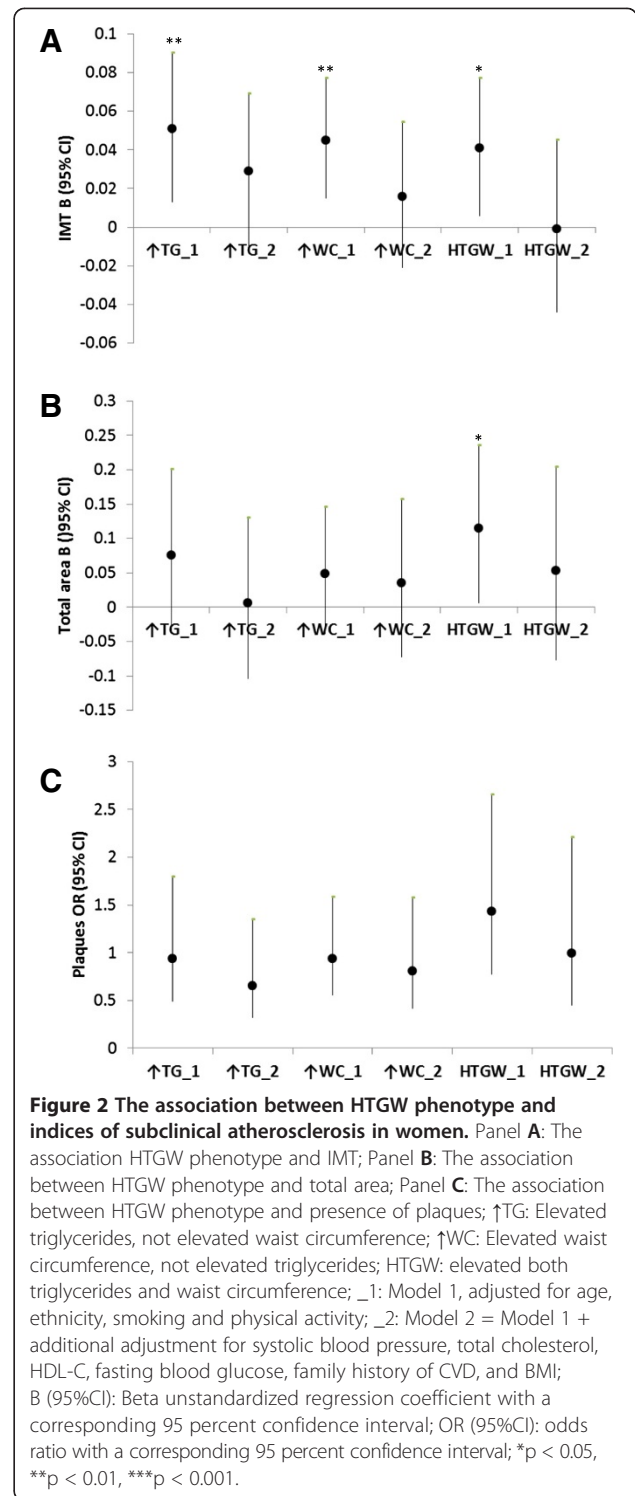 A
0.1
**
0.08
**
*
0.06
0.04
0.02
0
-0.02
-0.04
-0.06
IMT B (95% CI)
↑TG_1 ↑TG_2 ↑WC_1 ↑WC_2 HTGW_1 HTGW_2
B
0.3
0.25
*
0.2
0.15
0.1
0.05
0
-0.05
-0.1
-0.15
Total area B ()95% CI)
↑TG_1 ↑TG_2 ↑WC_1 ↑WC_2 HTGW_1 HTGW_2
C
3
2.5
2
1.5
1
0.5
0
Plaques OR (95% CI)
↑TG_1 ↑TG_2 ↑WC_1 ↑WC_2 HTGW_1 HTGW_2
Figure 2 The association between HTGW phenotype and
indices of subclinical atherosclerosis in women. Panel A: The
association HTGW phenotype and IMT; Panel B: The association
between HTGW phenotype and total area; Panel C: The association
between HTGW phenotype and presence of plaques; ↑TG: Elevated
triglycerides, not elevated waist circumference; ↑WC: Elevated waist
circumference, not elevated triglycerides; HTGW: elevated both
triglycerides and waist circumference; _1: Model 1, adjusted for age,
ethnicity, smoking and physical activity; _2: Model 2 = Model 1 +
additional adjustment for systolic blood pressure, total cholesterol,
HDL-C, fasting blood glucose, family history of CVD, and BMI;
B (95%CI): Beta unstandardized regression coefficient with a
corresponding 95 percent confidence interval; OR (95%CI): odds
ratio with a corresponding 95 percent confidence interval; *p < 0.05,
**p < 0.01, ***p < 0.001.